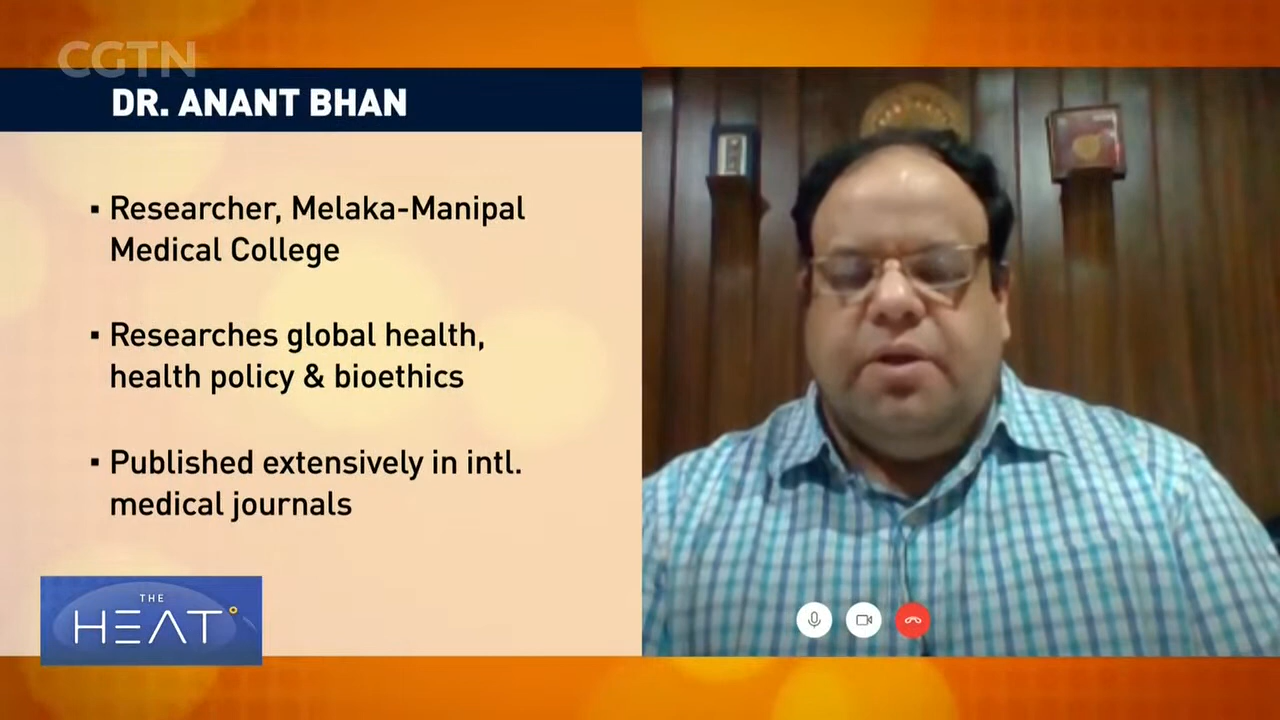 CGTN
DR. ANANT BHAN
▪ Researcher, Melaka-Manipal
Medical College
▪ Researches global health,
health policy & bioethics
▪ Published extensively in intl.
medical journals
THE
HEAT°